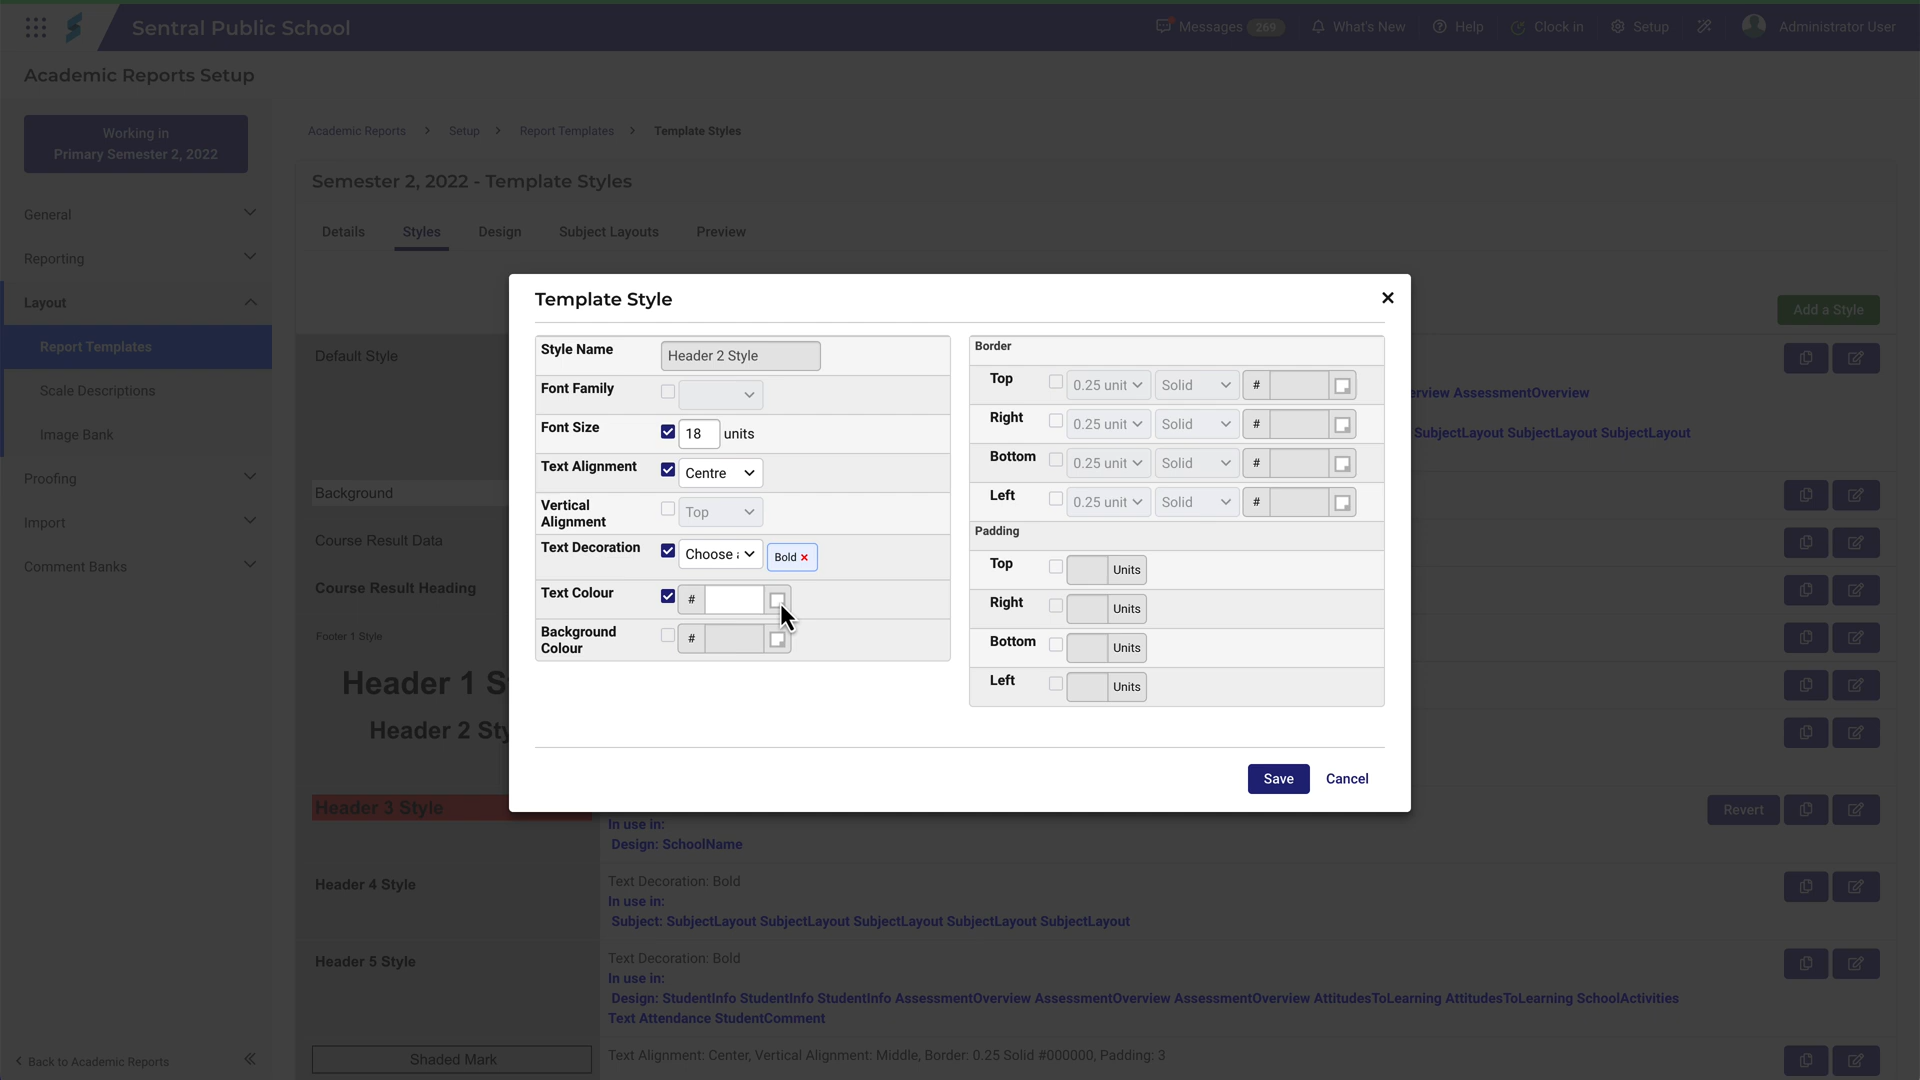 Sentral Public School
Messages 269
What's New
Help
Clock in
Setup
Administrator User
Academic Reports Setup
Working in
Primary Semester 2, 2022
General
Reporting
Layout
Report Templates
Scale Descriptions
Image Bank
Proofing
Import
Comment Banks
Back to Academic Reports
Academic Reports > Setup > Report Templates > Template Styles
Semester 2, 2022 - Template Styles
Details Styles Design Subject Layouts Preview
Add a Style
Default Style
AssessmentOverview
SubjectLayout SubjectLayout SubjectLayout
Background
Course Result Data
Course Result Heading
Footer 1 Style
Header 1 S
Header 2 Sty
Template Style
Style Name Header 2 Style
Font Family
Font Size 18 units
Text Alignment Centre
Vertical
Alignment
Top
Text Decoration Choose Bold ×
Text Colour #
Background
Colour
#
Border
Top 0.25 unit Solid #
Right 0.25 unit Solid #
Bottom 0.25 unit Solid #
Left 0.25 unit Solid #
Padding
Top Units
Right Units
Bottom Units
Left Units
Save Cancel
Header 3 Style
Revert
In use in:
Design: SchoolName
Header 4 Style
Text Decoration: Bold
In use in:
Subject: SubjectLayout SubjectLayout SubjectLayout SubjectLayout SubjectLayout
Header 5 Style
Text Decoration: Bold
In use in:
Design: StudentInfo StudentInfo StudentInfo AssessmentOverview AssessmentOverview AssessmentOverview AttitudesToLearning AttitudesToLearning SchoolActivities
Text Attendance StudentComment
Shaded Mark
Text Alignment: Center, Vertical Alignment: Middle, Border: 0.25 Solid #000000, Padding: 3